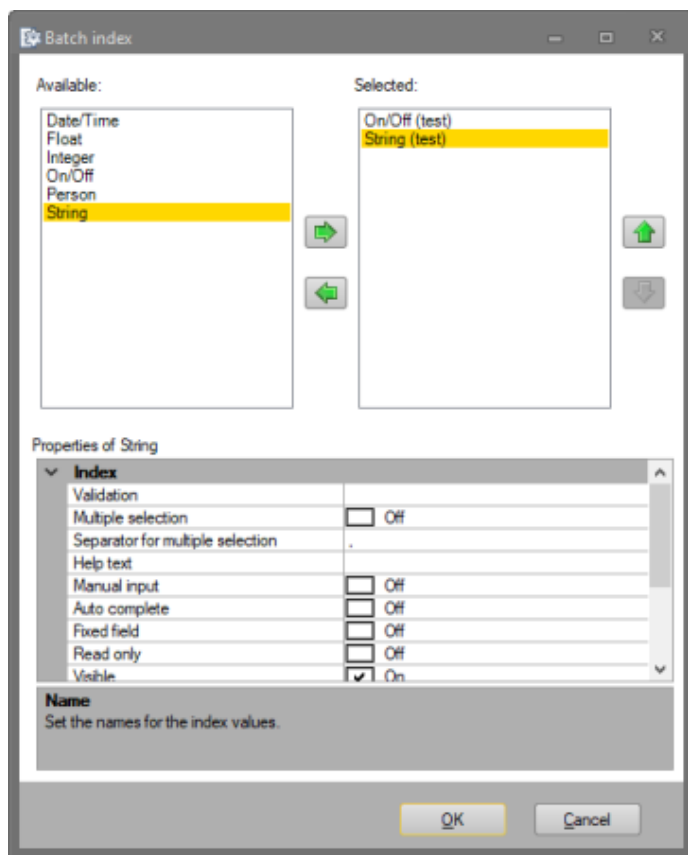 Batch index
Available:
Selected:
Date/Time
Float
Integer
On/Off
Person
String
On/Off (test)
String (test)
Properties of String
Index
Validation
Multiple selection Off
Separator for multiple selection .
Help text
Manual input Off
Auto complete Off
Fixed field Off
Read only Off
Visible On
Name
Set the names for the index values.
OK
Cancel